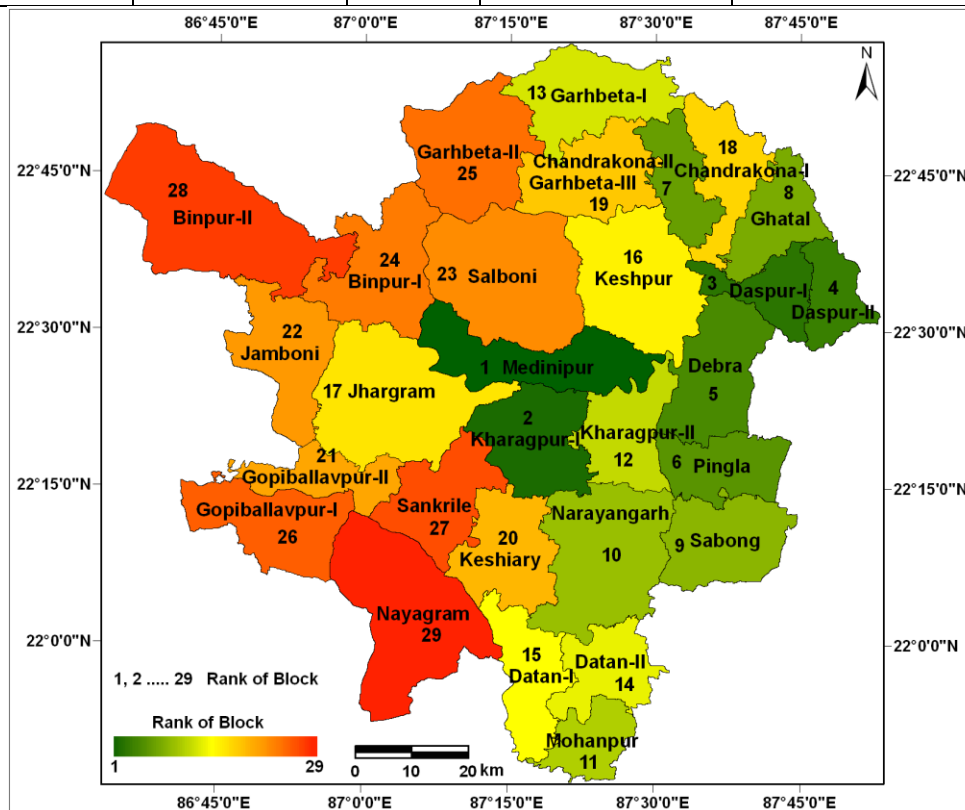 86°45'0"E 87°0'0"E 87°15'0"E 87°30'0"E 87°45'0"E
N
13 Garhbeta-I
Garhbeta-II
25
Chandrakona-II
Garhbeta-III
19
7
18
Chandrakona-I
8
Ghatal
22°45'0"N
22°45'0"N
28
Binpur-II
24
Binpur-I
23 Salboni
16
Keshpur
3 Daspur-I
4
Daspur-II
22°30'0"N
22°30'0"N
22
Jamboni
17 Jhargram
1 Medinipur
Debra
5
2
Kharagpur-I
Kharagpur-II
12
6 Pingla
21
Gopiballavpur-II
22°15'0"N
22°15'0"N
Gopiballavpur-I
26
Sankrile
27
20
Keshiary
Narayangarh
10
9 Sabong
Nayagram
29
22°0'0"N
22°0'0"N
15
Datan-I
Datan-II
14
Mohanpur
11
1, 2 ..... 29 Rank of Block
Rank of Block
1 29
0 10 20 km
86°45'0"E 87°0'0"E 87°15'0"E 87°30'0"E 87°45'0"E